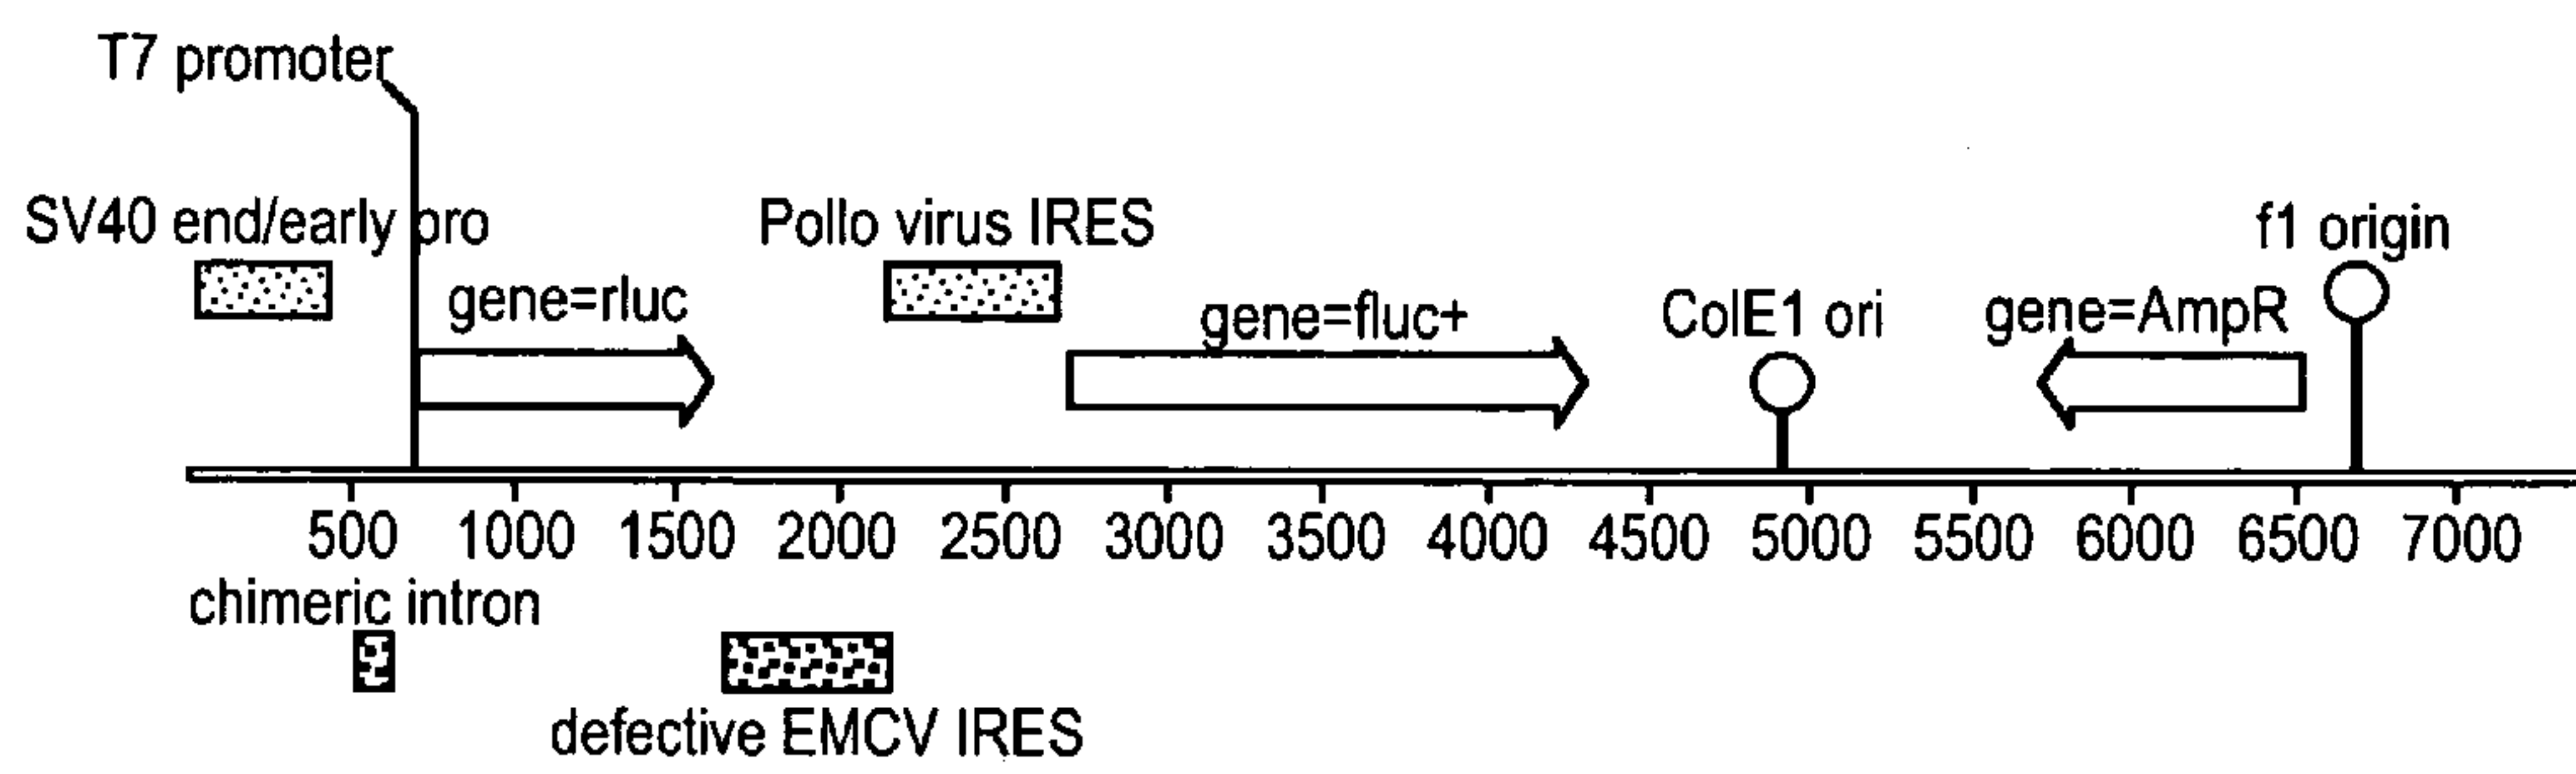 T7 promoter
SV40 end/early pro
Pollo virus IRES
f1 origin
gene=rluc
gene=fluc+
ColE1 ori
gene=AmpR
500 1000 1500 2000 2500 3000 3500 4000 4500 5000 5500 6000 6500 7000
chimeric intron
defective EMCV IRES